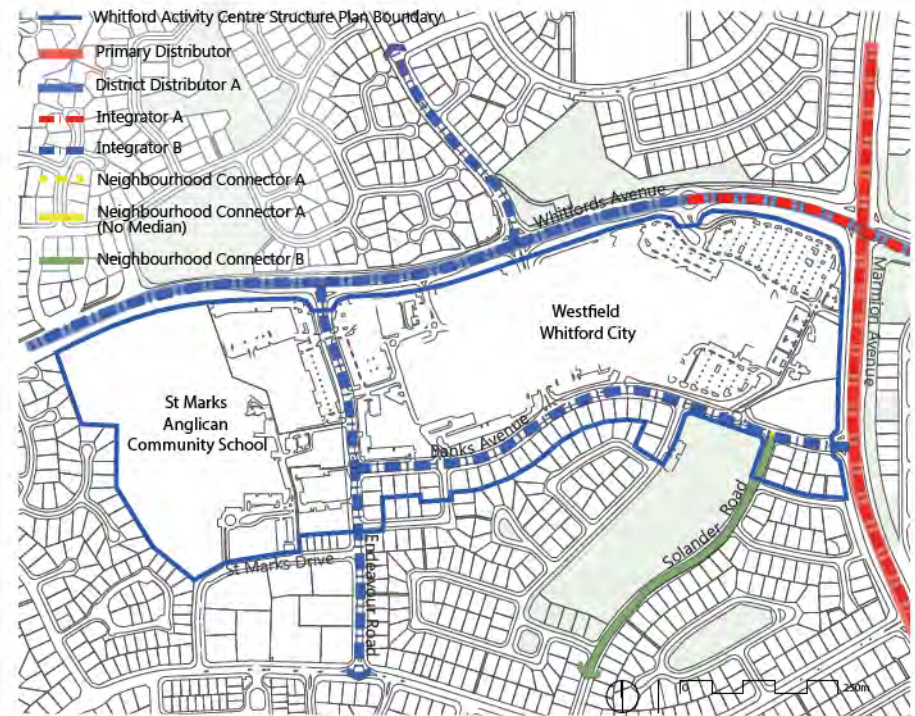 Whitford Activity Centre Structure Plan Boundary
Primary Distributor
District Distributor A
Integrator A
Integrator B
Neighbourhood Connector A
Neighbourhood Connector A
(No Median)
Neighbourhood Connector B
Whitfords Avenue
Marmion Avenue
Westfield
Whitford City
St Marks
Anglican
Community School
Banks Avenue
Solander Road
St Marks Drive
Endeavour Road
0
250m